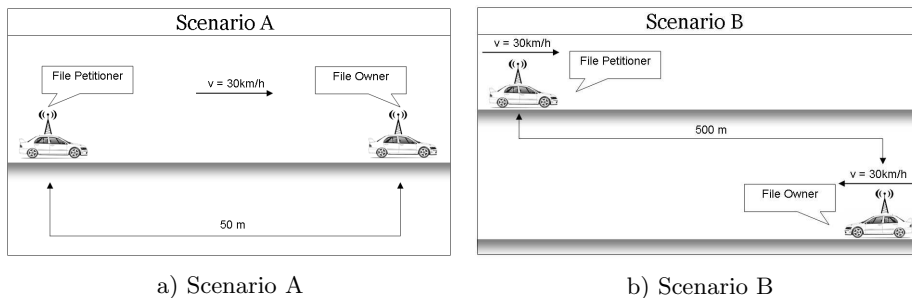 Scenario A
File Petitioner
v = 30km/h
File Owner
50 m
a) Scenario A
Scenario B
v = 30km/h
File Petitioner
500 m
v = 30km/h
File Owner
b) Scenario B